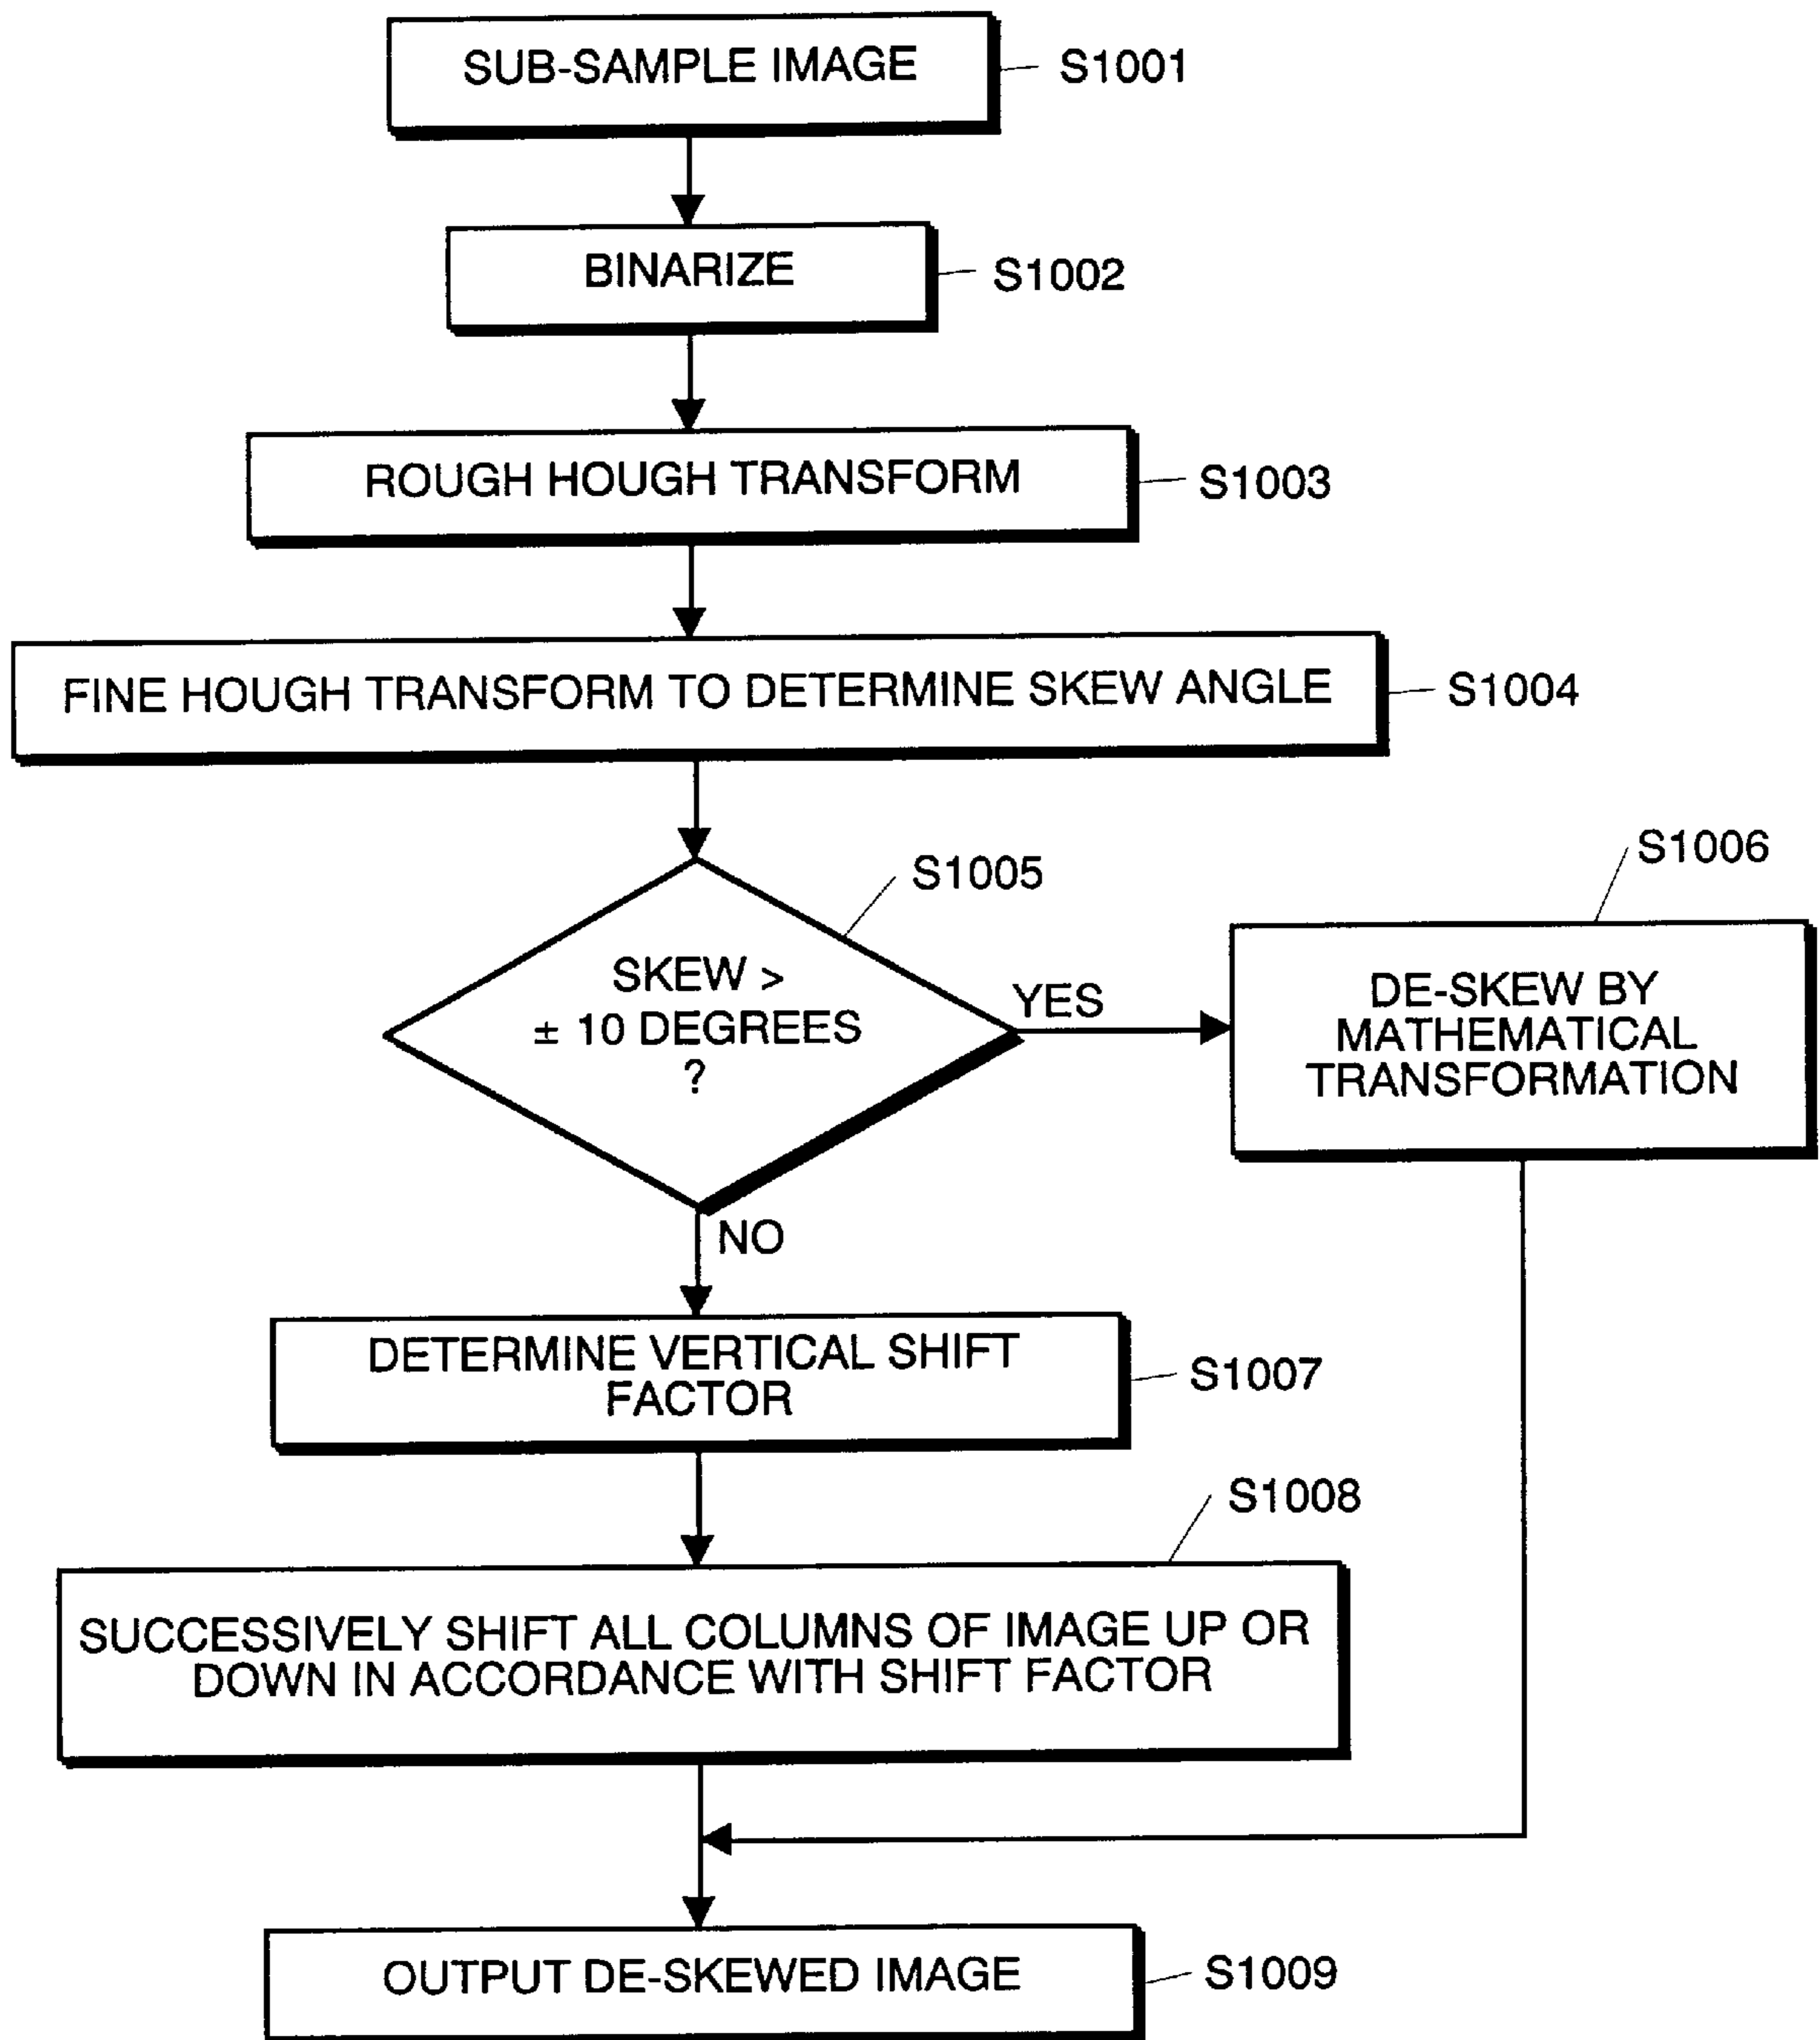 SUB-SAMPLE IMAGE
S1001
BINARIZE
S1002
ROUGH HOUGH TRANSFORM
S1003
FINE HOUGH TRANSFORM TO DETERMINE SKEW ANGLE
S1004
S1005
SKEW >
± 10 DEGREES
?
YES
S1006
DE-SKEW BY
MATHEMATICAL
TRANSFORMATION
NO
DETERMINE VERTICAL SHIFT
FACTOR
S1007
S1008
SUCCESSIVELY SHIFT ALL COLUMNS OF IMAGE UP OR
DOWN IN ACCORDANCE WITH SHIFT FACTOR
OUTPUT DE-SKEWED IMAGE
S1009